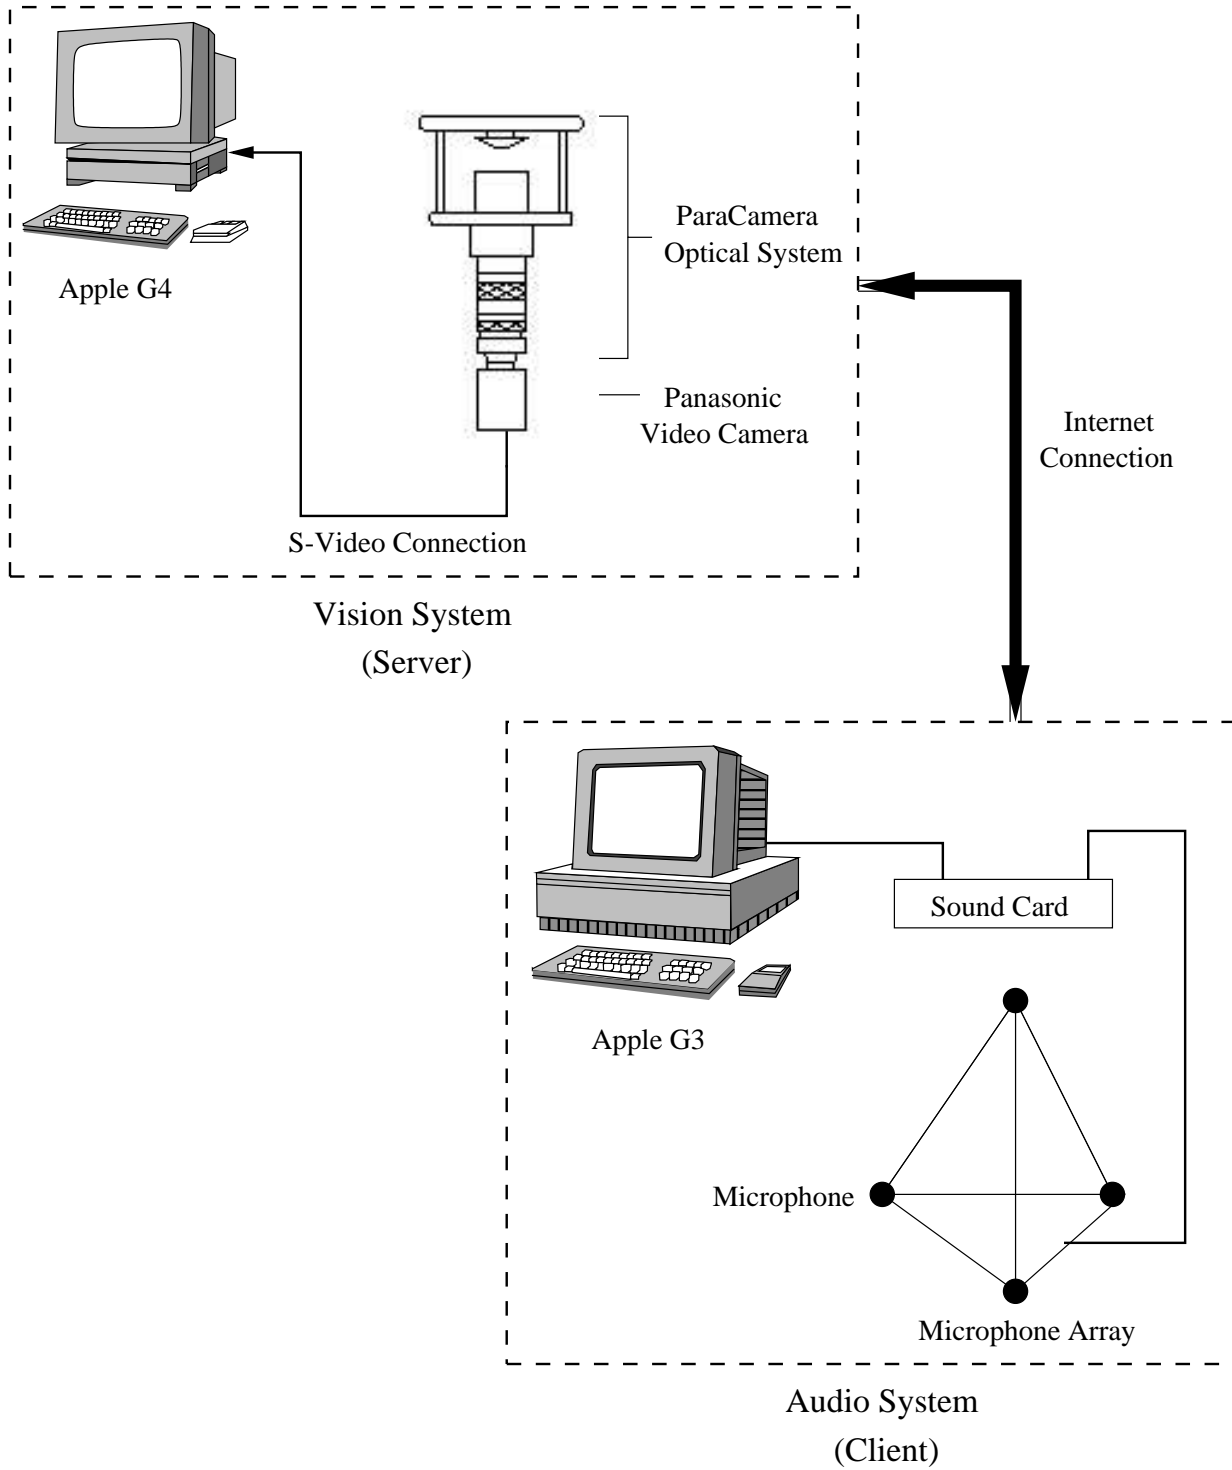 Apple G4
ParaCamera
Optical System
Panasonic
Video Camera
S-Video Connection
Vision System
(Server)
Internet
Connection
Sound Card
Apple G3
Microphone
Microphone Array
Audio System
(Client)